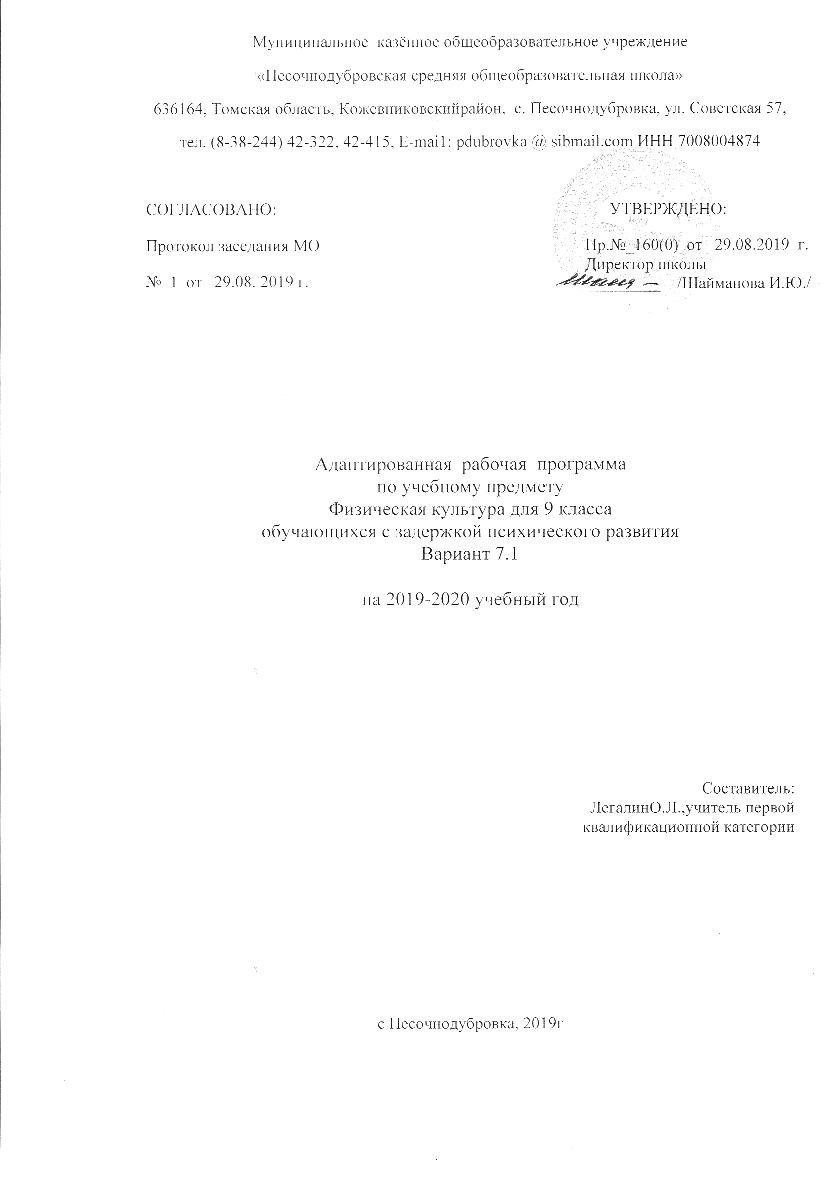 Муниципальное казённое общеобразовательное учреждение
«Песочнодубровская средняя общеобразовательная школа»
636164, Томская область, Кожевниковскийрайон, с. Песочнодубровка, ул. Советская 57,
тел. (8-38-244) 42-322, 42-415, E-mail: pdubrovka @ sibmail.com ИНН 7008004874
СОГЛАСОВАНО: УТВЕРЖДЕНО:
Протокол заседания МО Пр.№_160(0) от 29.08.2019 г.
Директор школы
№ 1 от 29.08. 2019 г. /Шайманова И.Ю./
Адаптированная рабочая программа
по учебному предмету
Физическая культура для 9 класса
обучающихся с задержкой психического развития
Вариант 7.1
на 2019-2020 учебный год
Составитель:
ЛегалинО.Л.,учитель первой
квалификационной категории
с Песочнодубровка, 2019г